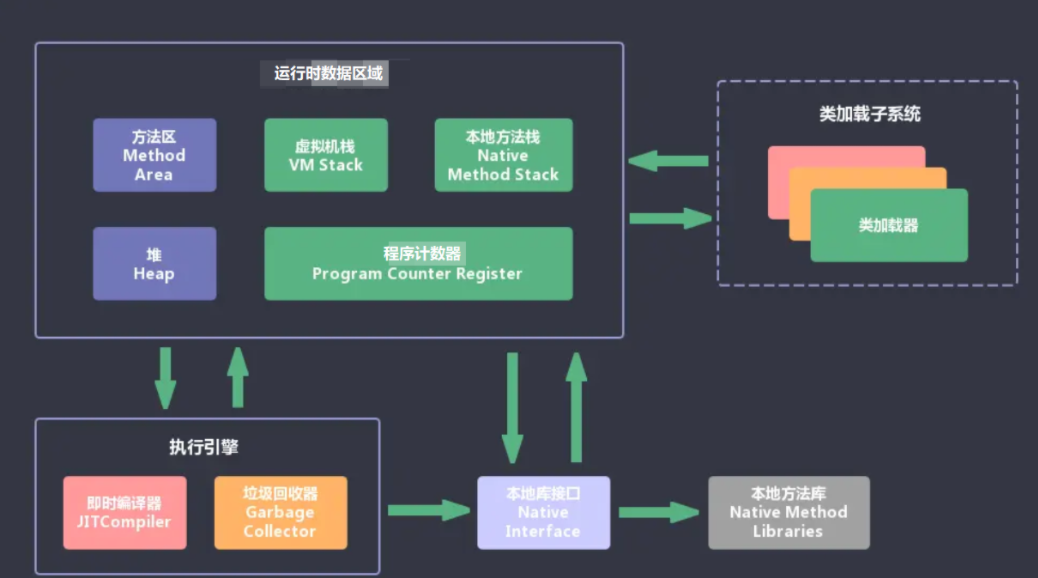 运行时数据区域
方法区
Method
Area
虚拟机栈
VM Stack
本地方法栈
Native
Method Stack
堆
Heap
程序计数器
Program Counter Register
类加载子系统
类加载器
执行引擎
即时编译器
JITCompiler
垃圾回收器
Garbage
Collector
本地库接口
Native
Interface
本地方法库
Native Method
Libraries